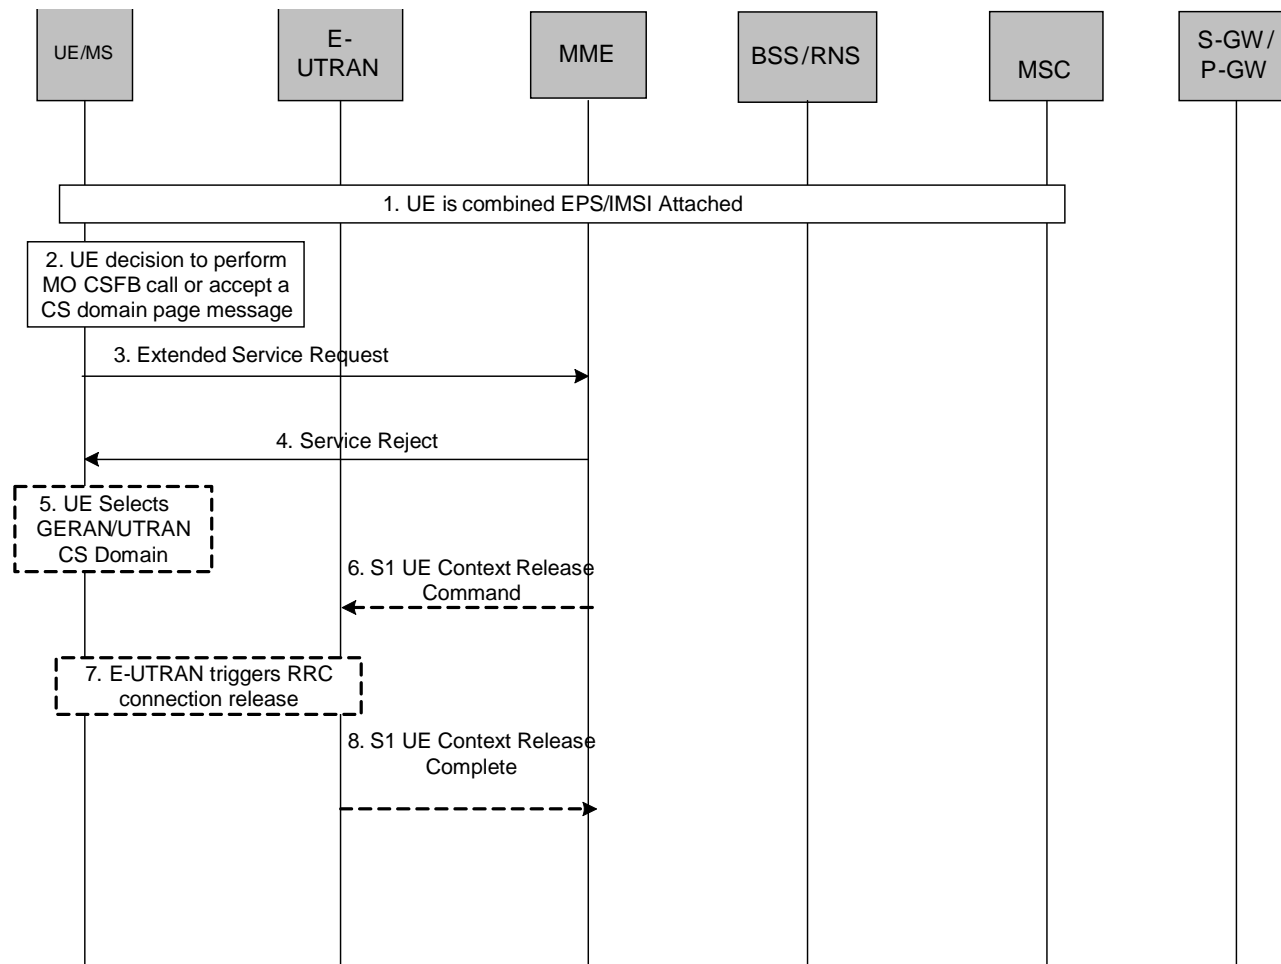 UE/MS
E-
UTRAN
MME
BSS/RNS
MSC
S-GW/
P-GW
1. UE is combined EPS/IMSI Attached
2. UE decision to perform
MO CSFB call or accept a
CS domain page message
3. Extended Service Request
4. Service Reject
5. UE Selects
GERAN/UTRAN
CS Domain
6. S1 UE Context Release
Command
7. E-UTRAN triggers RRC
connection release
8. S1 UE Context Release
Complete